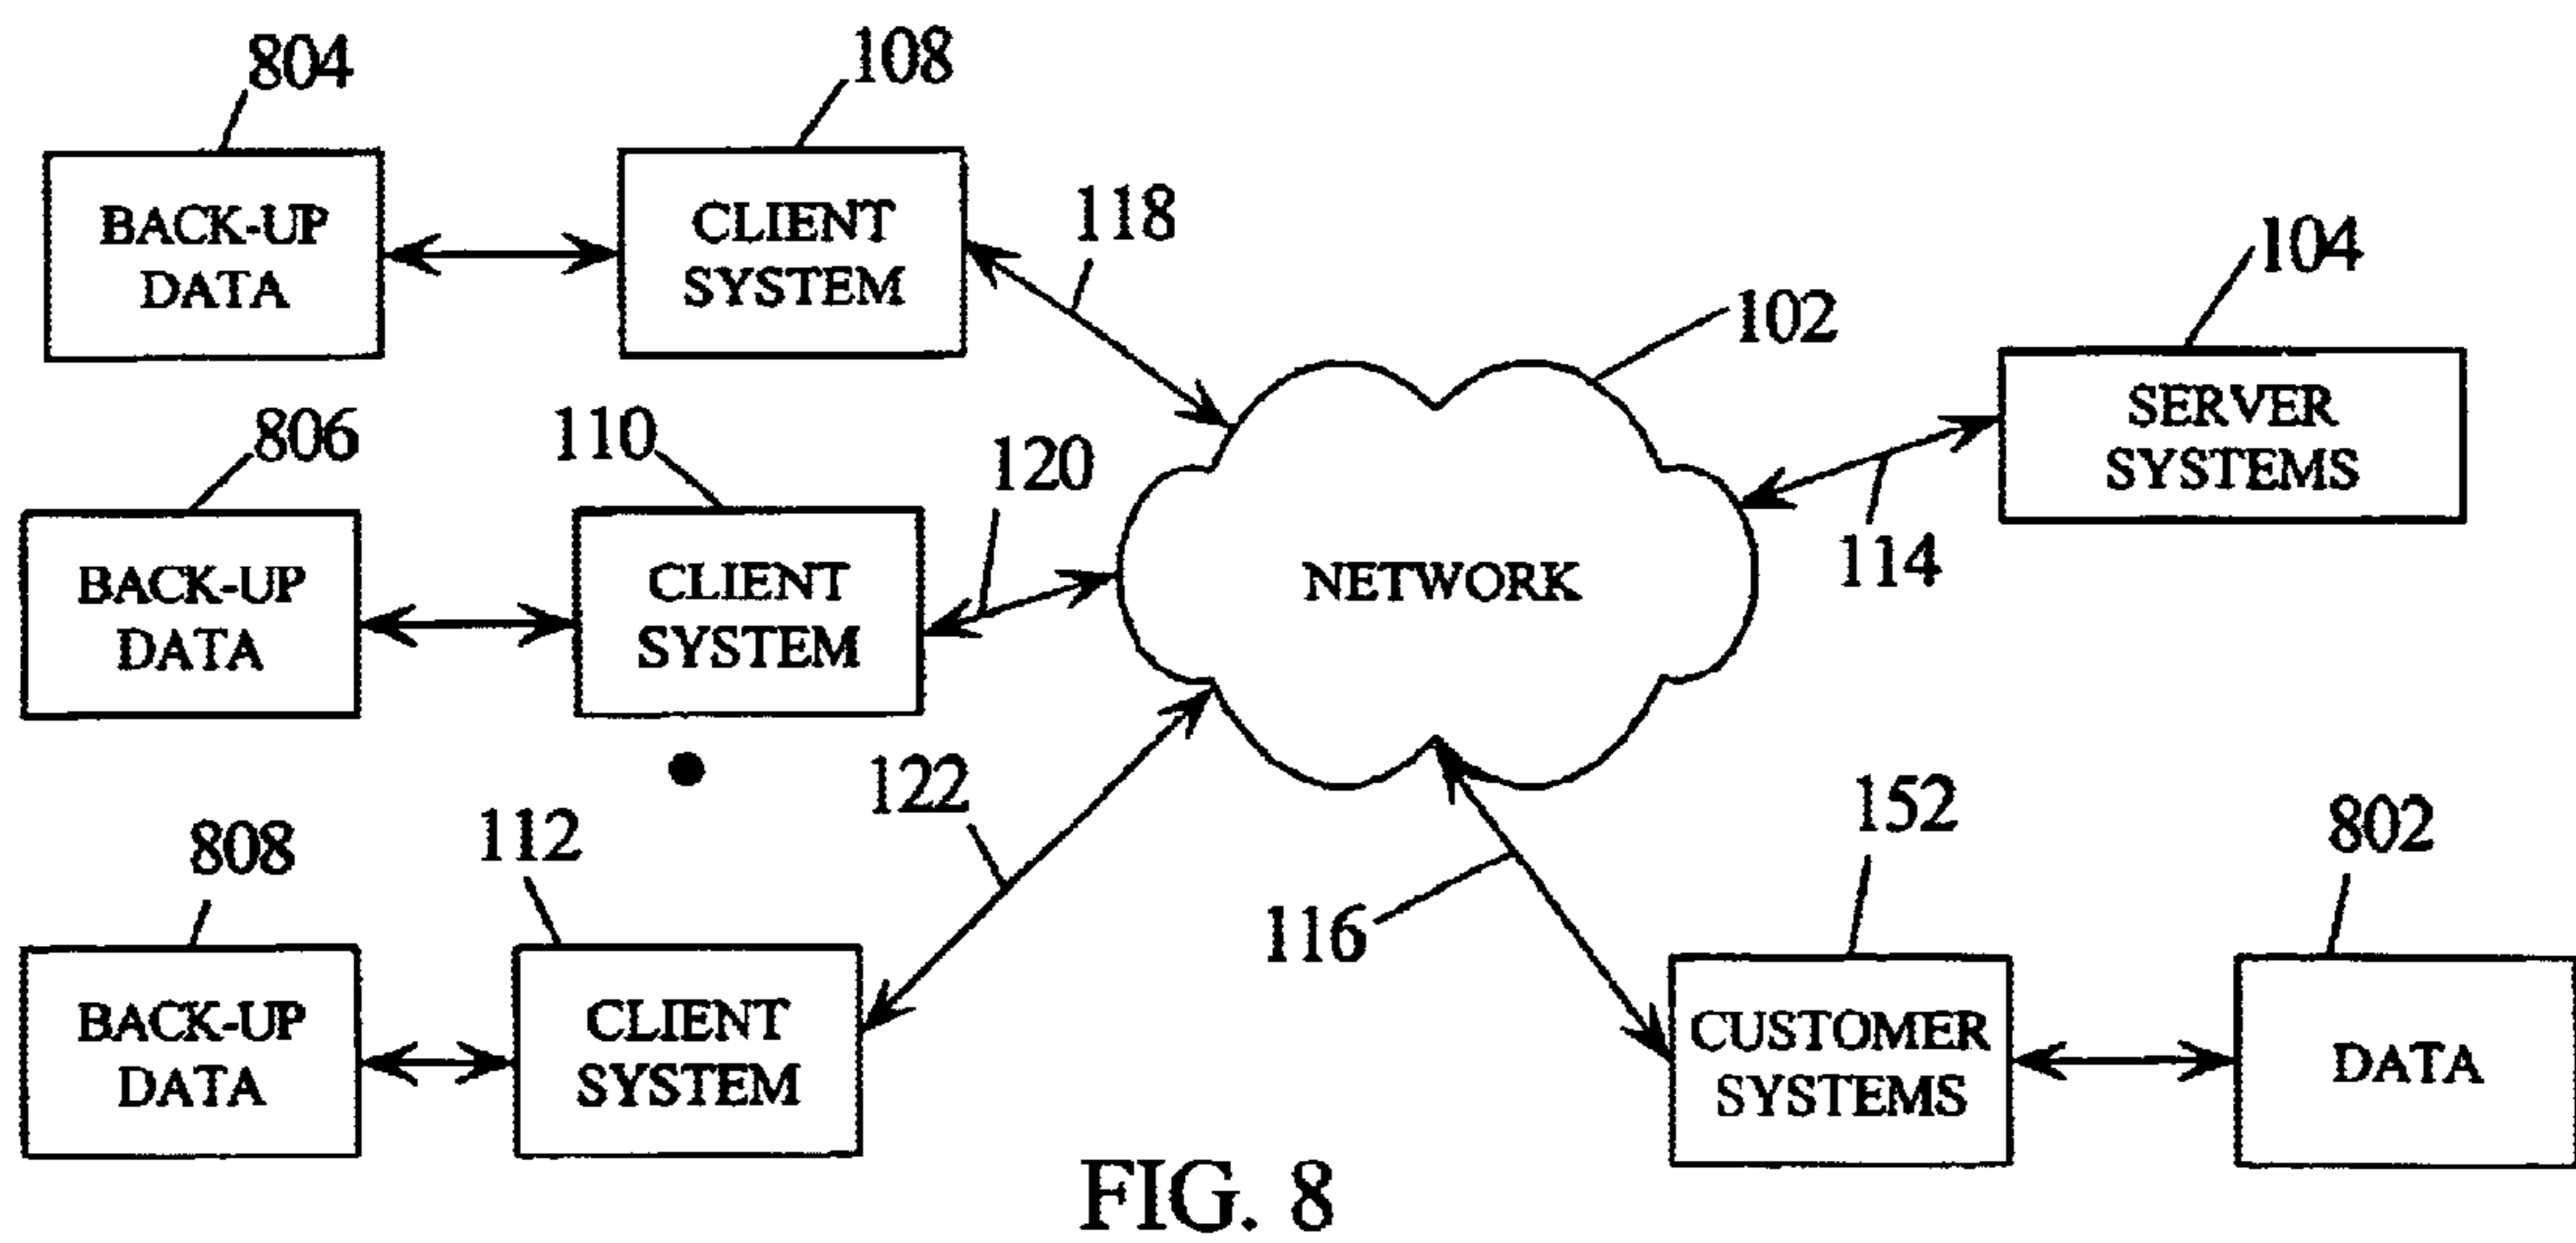 804
108
BACK-UP
DATA
CLIENT
SYSTEM
118
102
104
SERVER
SYSTEMS
114
806
110
120
BACK-UP
DATA
CLIENT
SYSTEM
NETWORK
808
112
122
BACK-UP
DATA
CLIENT
SYSTEM
116
152
802
CUSTOMER
SYSTEMS
DATA
FIG. 8